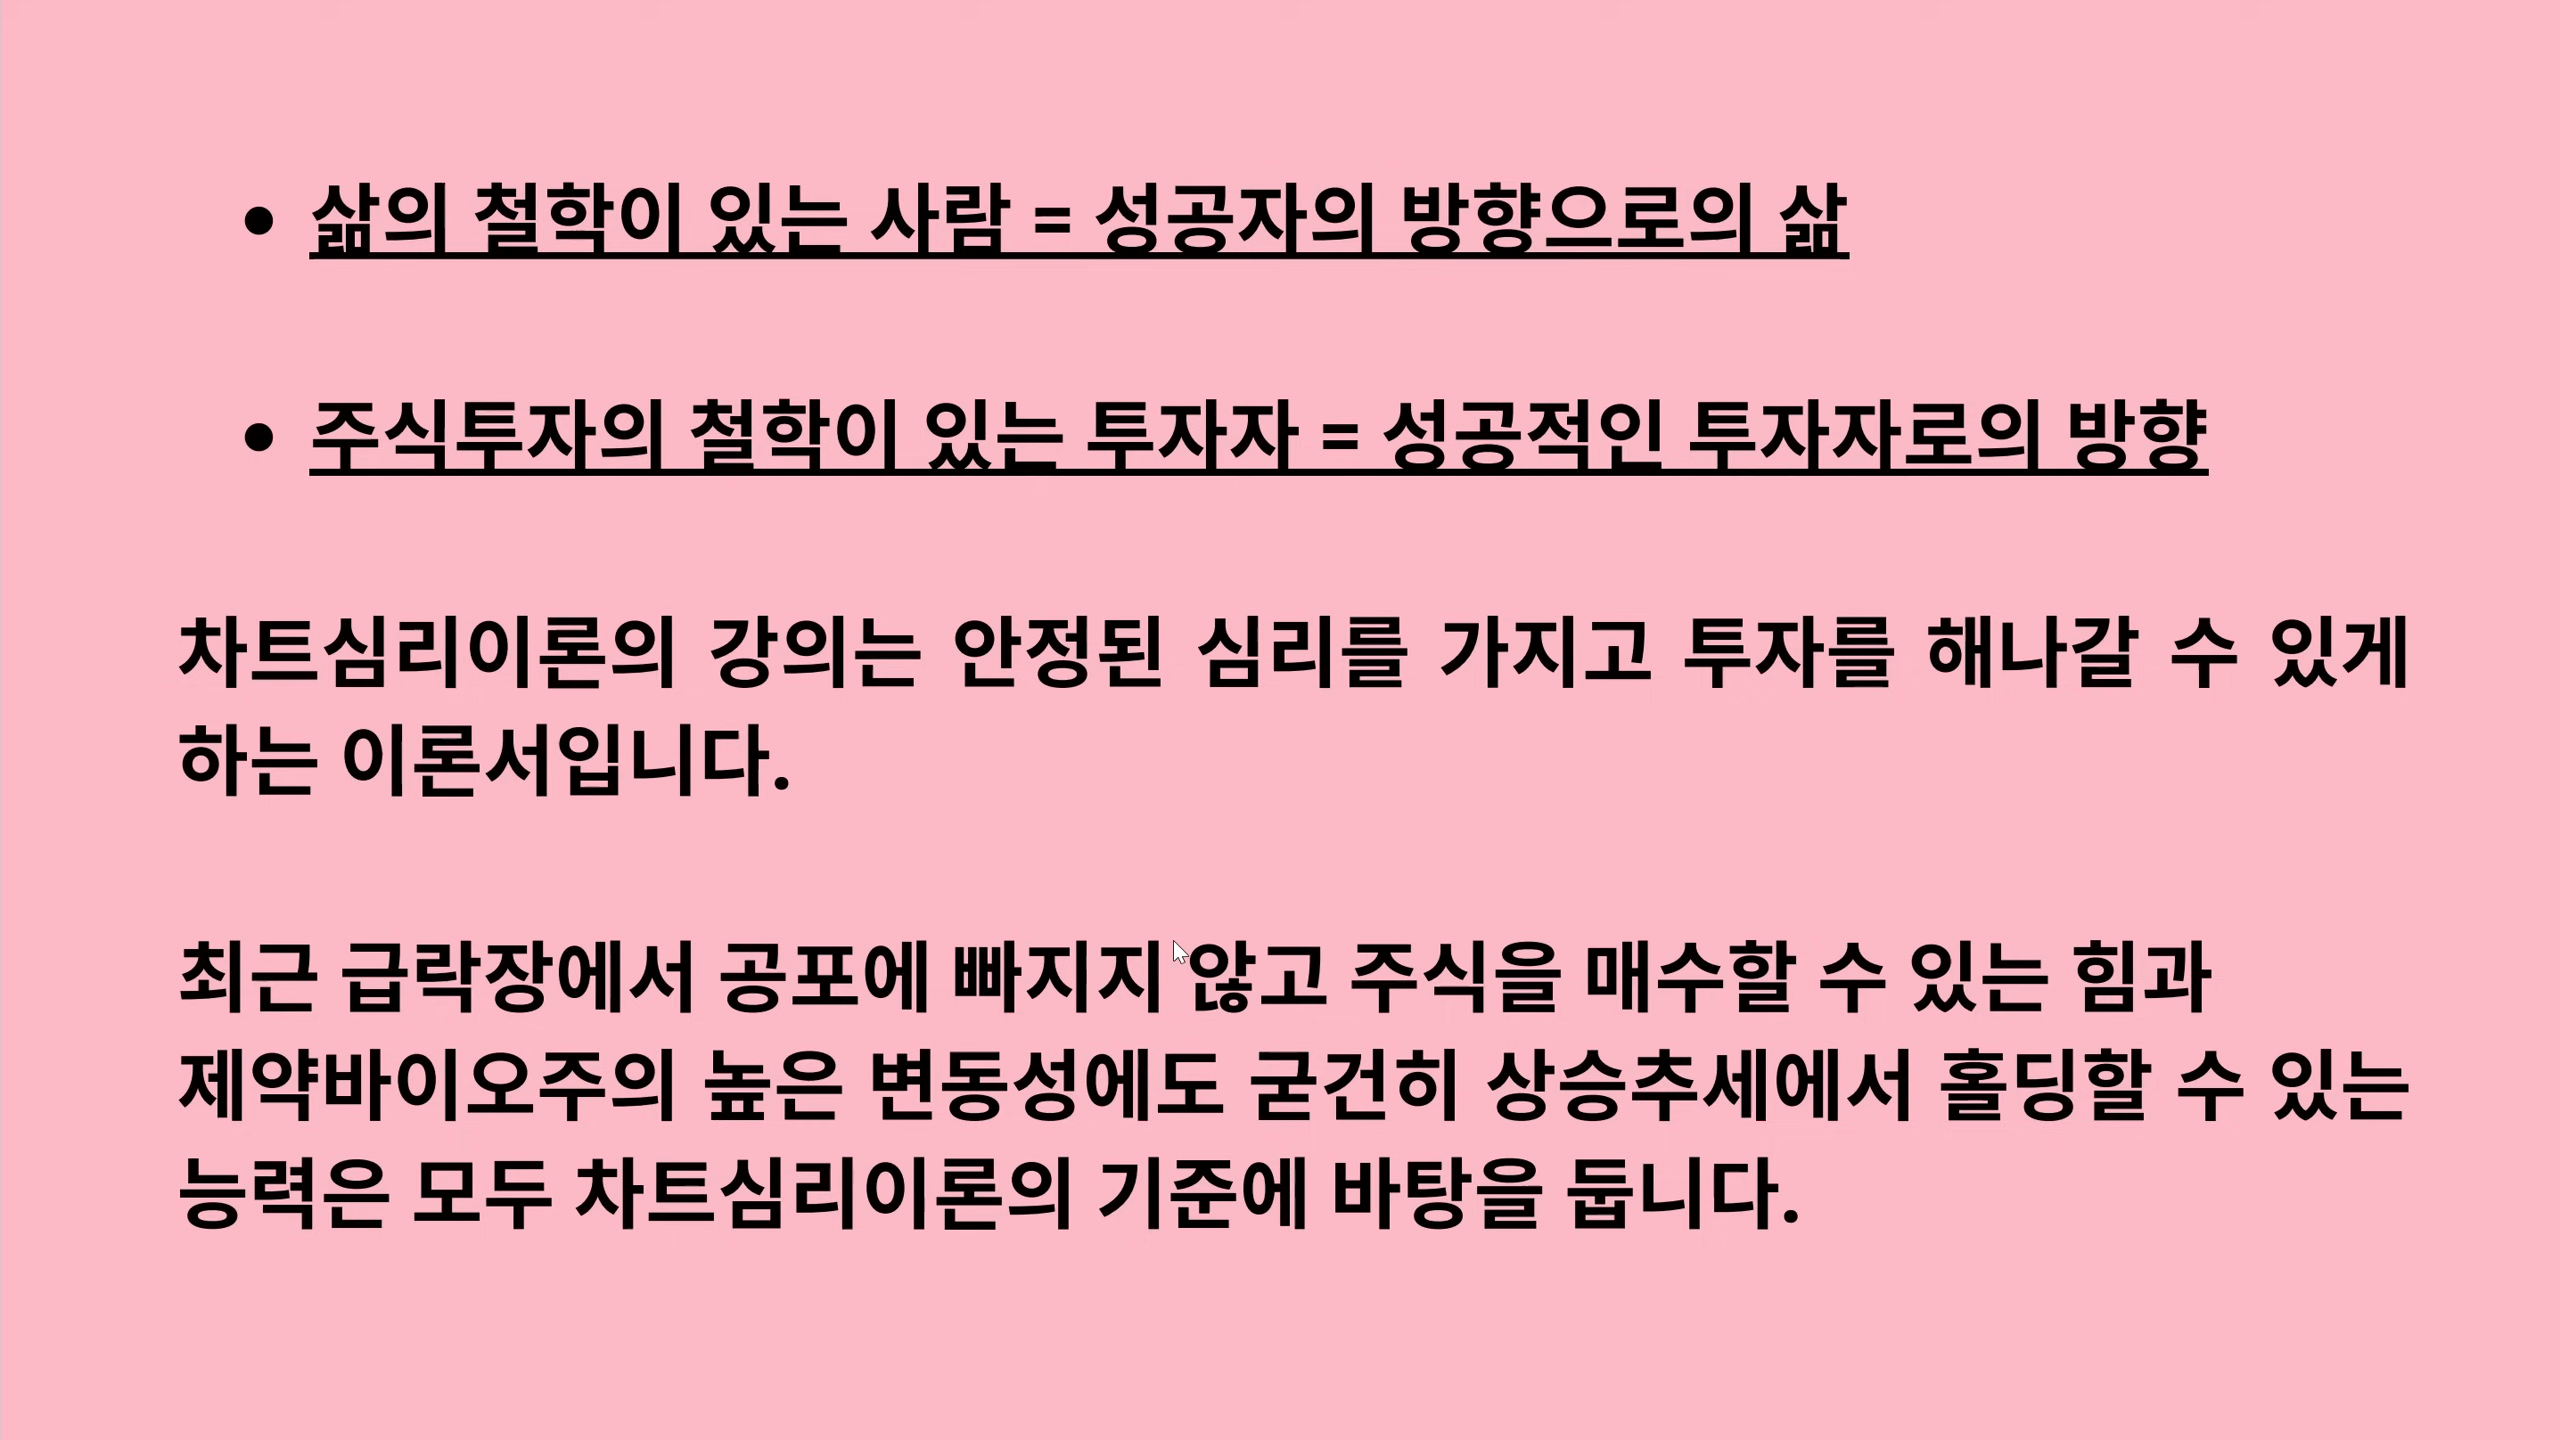 • 삶의 철학이 있는 사람 = 성공자의 방향으로의 삶
• 주식투자의 철학이 있는 투자자 = 성공적인 투자자로의 방향
차트심리이론의 강의는 안정된 심리를 가지고 투자를 해나갈 수 있게
하는 이론서입니다.
최근 급락장에서 공포에 빠지지 않고 주식을 매수할 수 있는 힘과
제약바이오주의 높은 변동성에도 굳건히 상승추세에서 홀딩할 수 있는
능력은 모두 차트심리이론의 기준에 바탕을 둡니다.